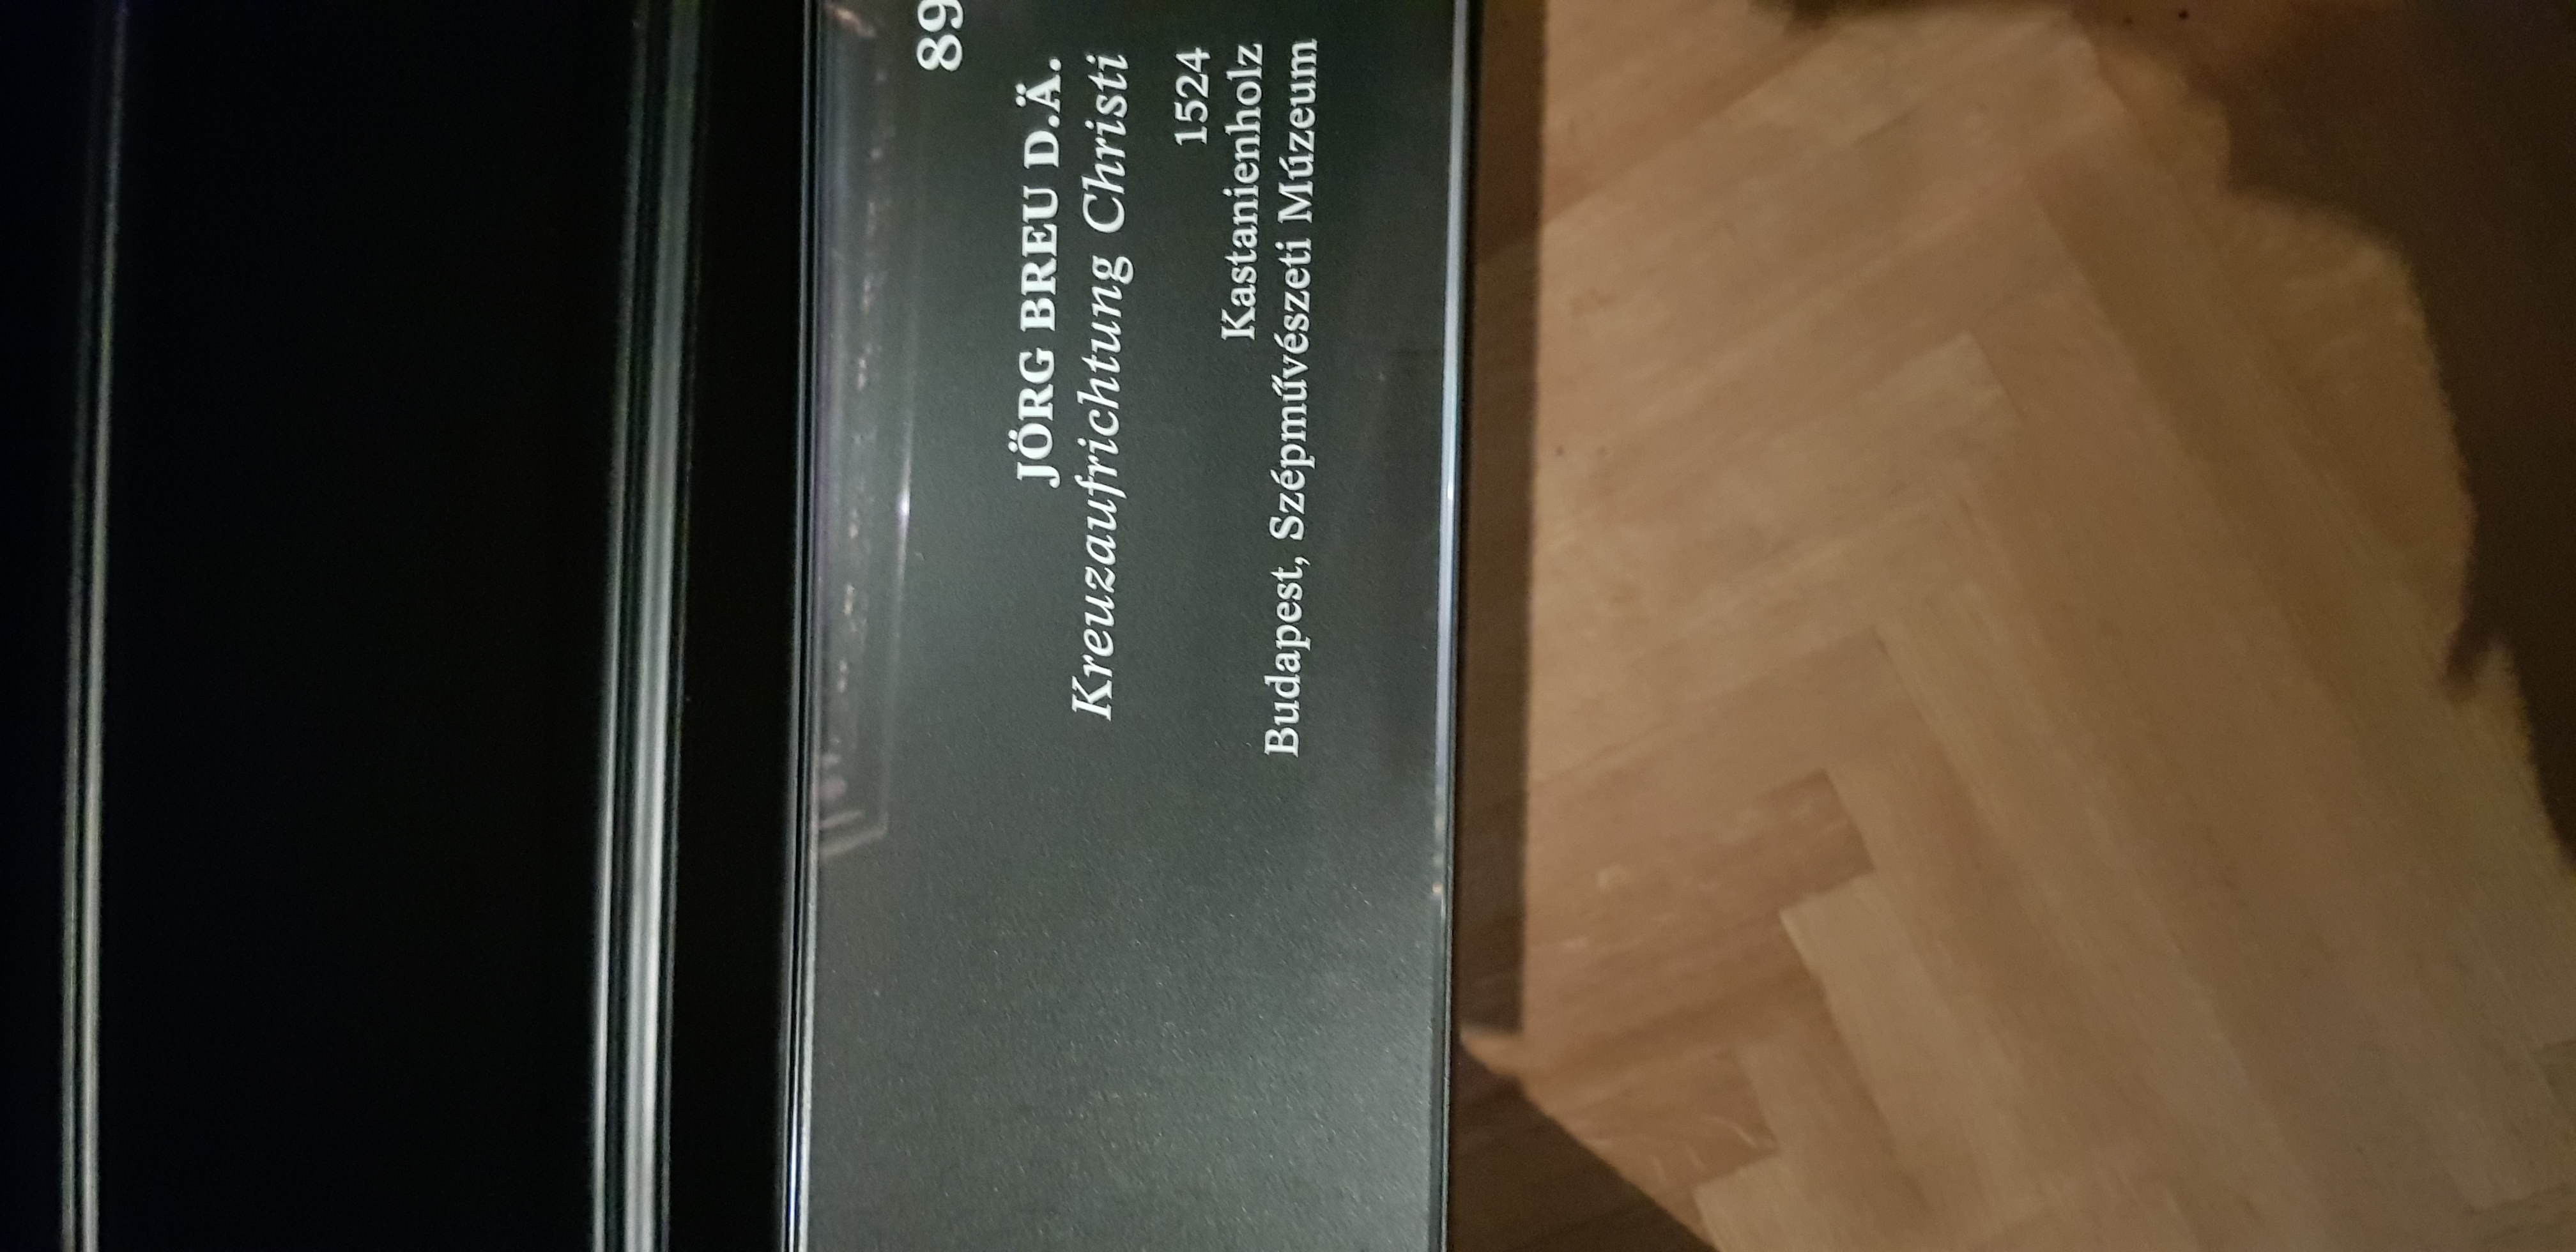 89
JÖRG BREU D.Ä.
Kreuzaufrichtung Christi
1524
Kastanienholz
Budapest, Szépművészeti Múzeum